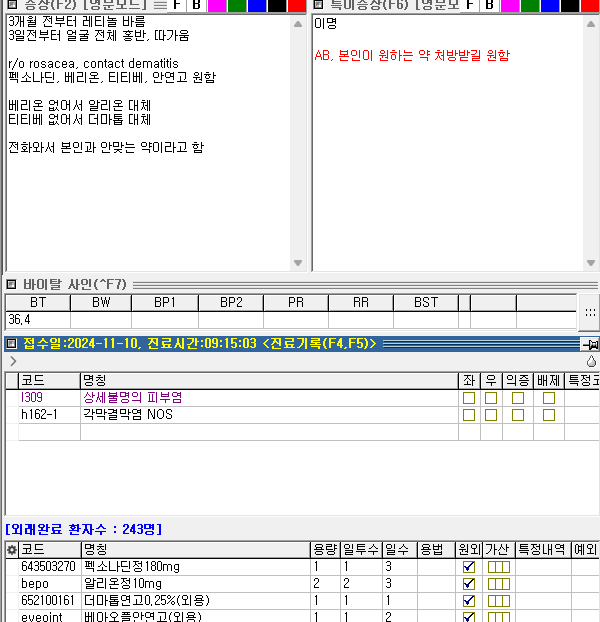 증상(F2) [영문모드] F B
3개월 전부터 레티놀 바름
3일전부터 얼굴 전체 홍반, 따가움
r/o rosacea, contact dematitis
펙소나딘, 베리온, 티티베, 안연고 원함
베리온 없어서 알리온 대체
티티베 없어서 더마톱 대체
전화와서 본인과 안맞는 약이라고 함
특이증상(F6) [영문모 F B
이명
AB, 본인이 원하는 약 처방받길 원함
바이탈 사인(^F7)
BT BW BP1 BP2 PR RR BST
36.4
접수일:2024-11-10, 진료시간:09:15:03 <진료기록(F4,F5)>
코드 명칭 좌 우 의증 배제 특정코
l309 상세불명의 피부염
h162-1 각막결막염 NOS
[외래완료 환자수 : 243명]
코드 명칭 용량 일투수 일수 용법 원외 가산 특정내역 예외
643503270 펙소나딘정180mg 1 1 3
bepo 알리온정10mg 2 2 3
652100161 더마톱연고0.25%(외용) 1 1 1
eyeoint 베아오플안연고(외용) 1 1 2